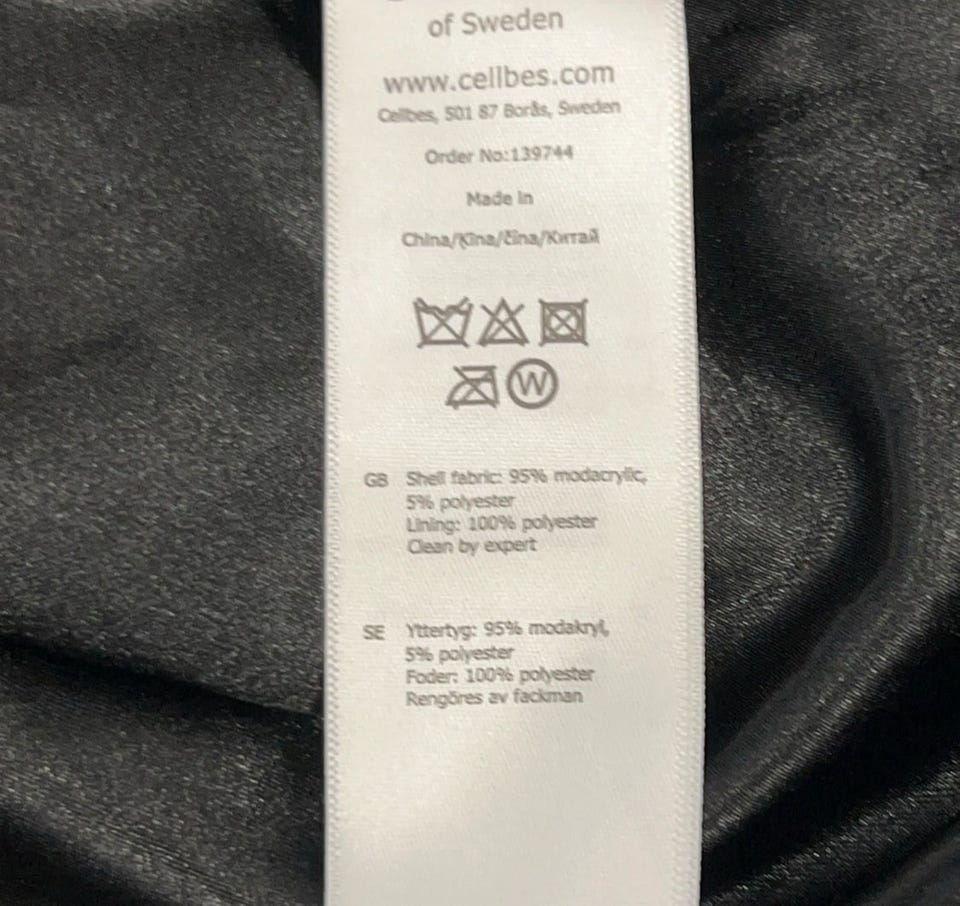 of Sweden
www.cellbes.com
Cellbes, 501 87 Borås, Sweden
Order No:139744
Made in
China/Ķīna/čína/Китай
W
GB Shell fabric: 95% modacrylic,
5% polyester
Lining: 100% polyester
Clean by expert
SE Yttertyg: 95% modakryl,
5% polyester
Foder: 100% polyester
Rengöres av fackman